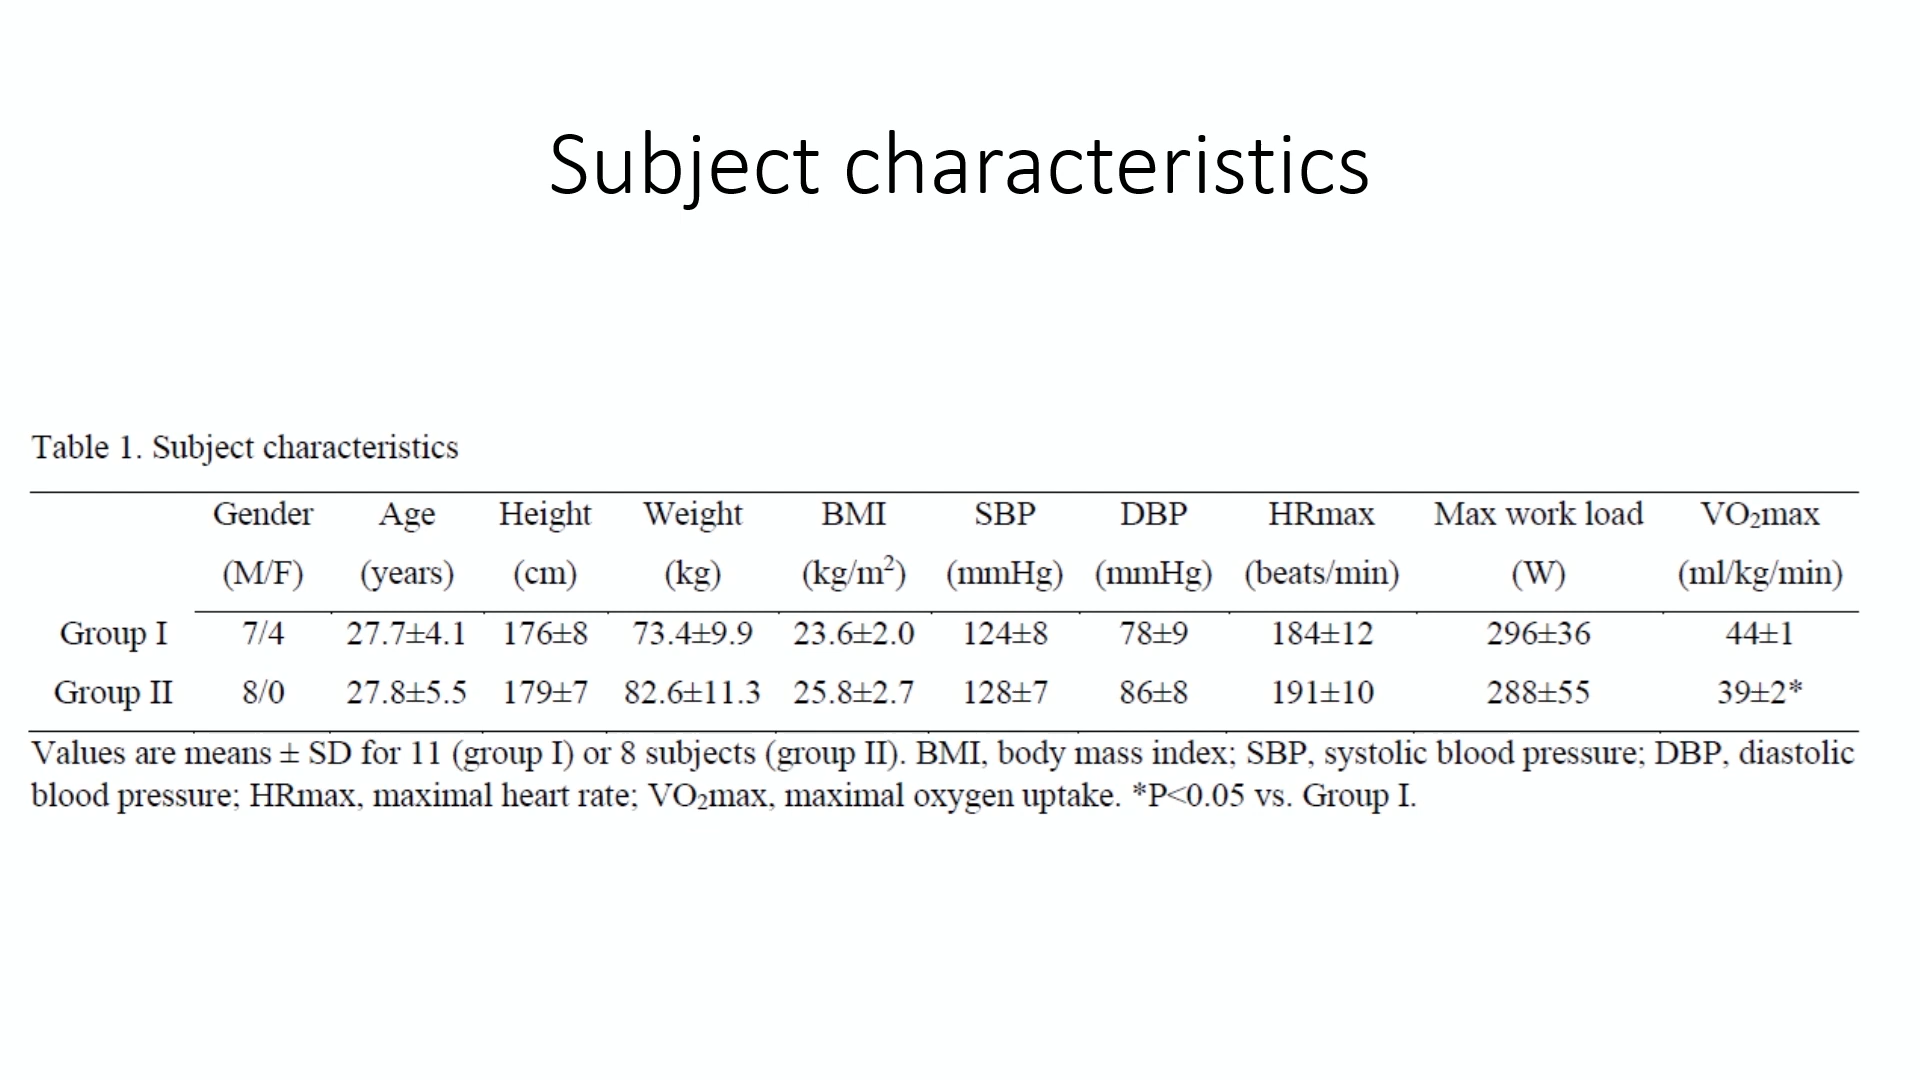 Subject characteristics
Table 1. Subject characteristics
Gender Age Height Weight BMI SBP DBP HRmax Max work load VO₂max
(M/F) (years) (cm) (kg) (kg/m²) (mmHg) (mmHg) (beats/min) (W) (ml/kg/min)
Group I 7/4 27.7±4.1 176±8 73.4±9.9 23.6±2.0 124±8 78±9 184±12 296±36 44±1
Group II 8/0 27.8±5.5 179±7 82.6±11.3 25.8±2.7 128±7 86±8 191±10 288±55 39±2*
Values are means ± SD for 11 (group I) or 8 subjects (group II). BMI, body mass index; SBP, systolic blood pressure; DBP, diastolic
blood pressure; HRmax, maximal heart rate; VO₂max, maximal oxygen uptake. *P<0.05 vs. Group I.